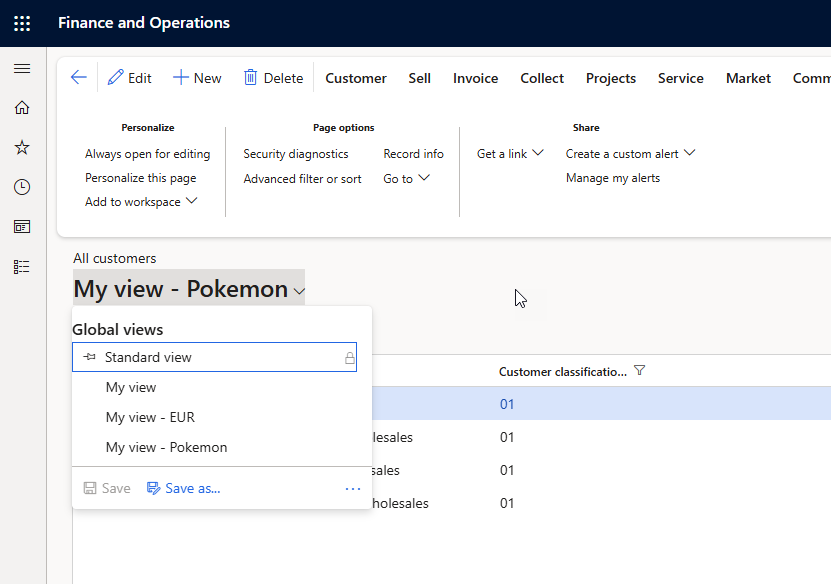 Finance and Operations
Edit New Delete Customer Sell Invoice Collect Projects Service Market Comm
Personalize Page options Share
Always open for editing Security diagnostics Record info Get a link Create a custom alert
Personalize this page Advanced filter or sort Go to Manage my alerts
Add to workspace
All customers
My view - Pokemon
Global views
Standard view
Customer classificatio...
My view
01
My view - EUR
lesales 01
My view - Pokemon
sales 01
Save Save as... ...
holesales 01